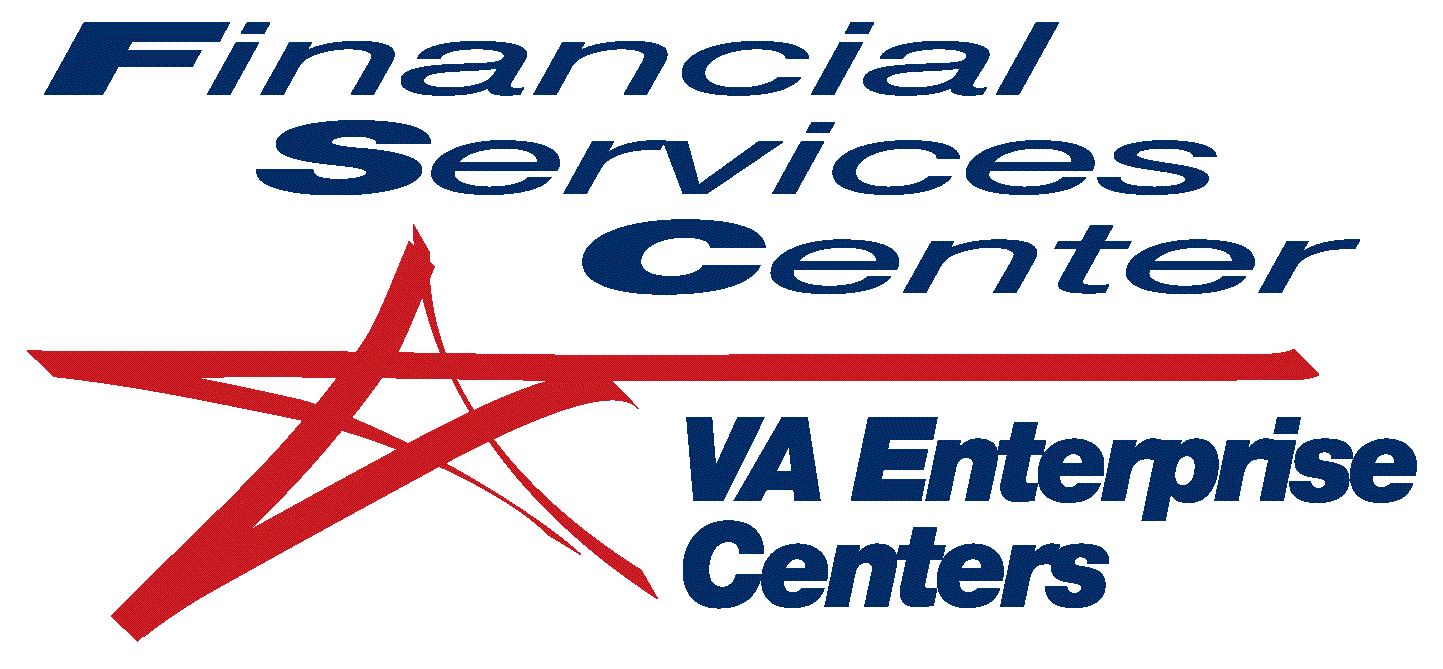 Financial
Services
Center
VA Enterprise
Centers